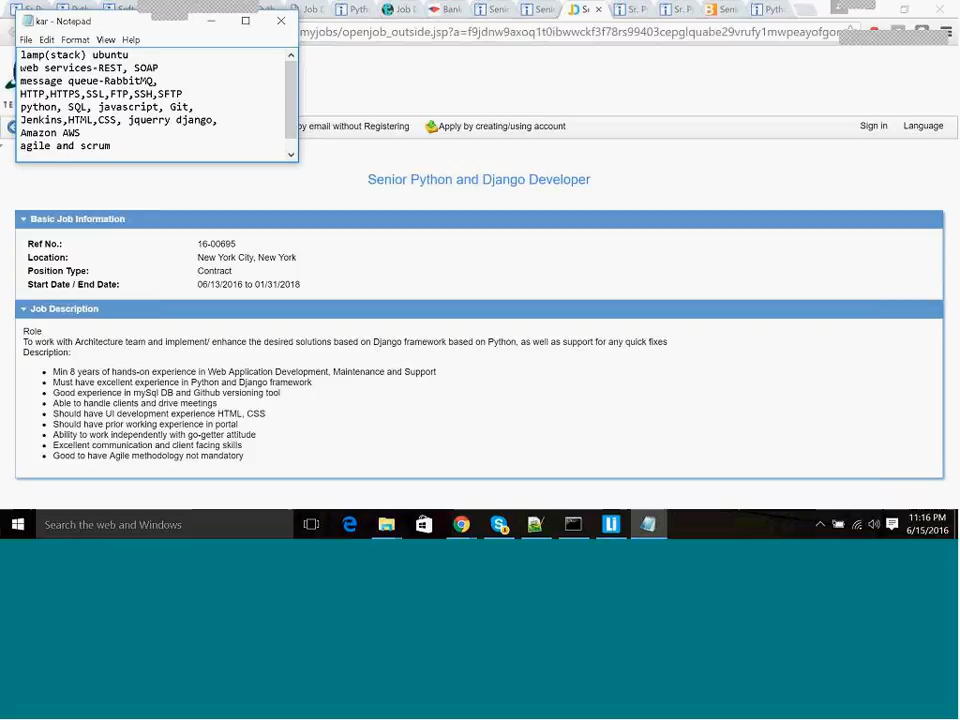 kar - Notepad
File Edit Format View Help
lamp(stack) ubuntu
web services-REST, SOAP
message queue-RabbitMQ,
HTTP,HTTPS,SSL,FTP,SSH,SFTP
python, SQL, javascript, Git,
Jenkins,HTML,CSS, jquerry django,
Amazon AWS
agile and scrum
by email without Registering
Apply by creating/using account
Sign in
Language
Senior Python and Django Developer
Basic Job Information
Ref No.: 16-00695
Location: New York City, New York
Position Type: Contract
Start Date / End Date: 06/13/2016 to 01/31/2018
Job Description
Role
To work with Architecture team and implement/ enhance the desired solutions based on Django framework based on Python, as well as support for any quick fixes
Description:
Min 8 years of hands-on experience in Web Application Development, Maintenance and Support
Must have excellent experience in Python and Django framework
Good experience in mySql DB and Github versioning tool
Able to handle clients and drive meetings
Should have UI development experience HTML, CSS
Should have prior working experience in portal
Ability to work independently with go-getter attitude
Excellent communication and client facing skills
Good to have Agile methodology not mandatory
Search the web and Windows
11:16 PM
6/15/2016